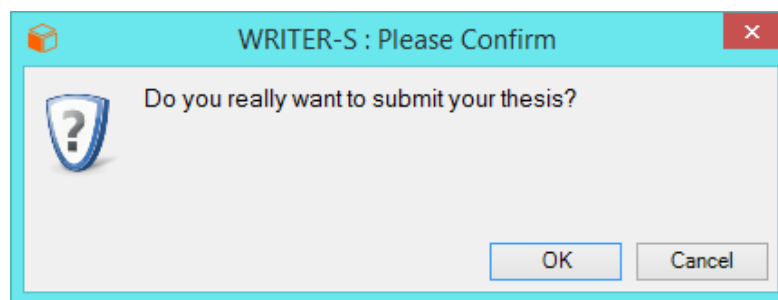 WRITER-S : Please Confirm
Do you really want to submit your thesis?
OK
Cancel